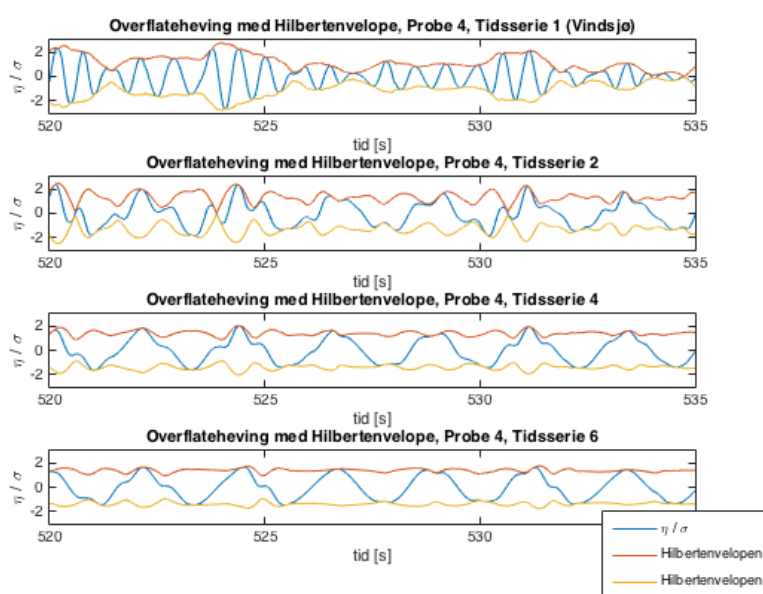 Overflateheving med Hilbertenvelope, Probe 4, Tidsserie 1 (Vindsjø)
η / σ
2
0
-2
520
525
530
535
tid [s]
Overflateheving med Hilbertenvelope, Probe 4, Tidsserie 2
η / σ
2
0
-2
520
525
530
535
tid [s]
Overflateheving med Hilbertenvelope, Probe 4, Tidsserie 4
η / σ
2
0
-2
520
525
530
535
tid [s]
Overflateheving med Hilbertenvelope, Probe 4, Tidsserie 6
η / σ
2
0
-2
520
525
530
tid [s]
η / σ
Hilbertenvelopen
Hilbertenvelopen